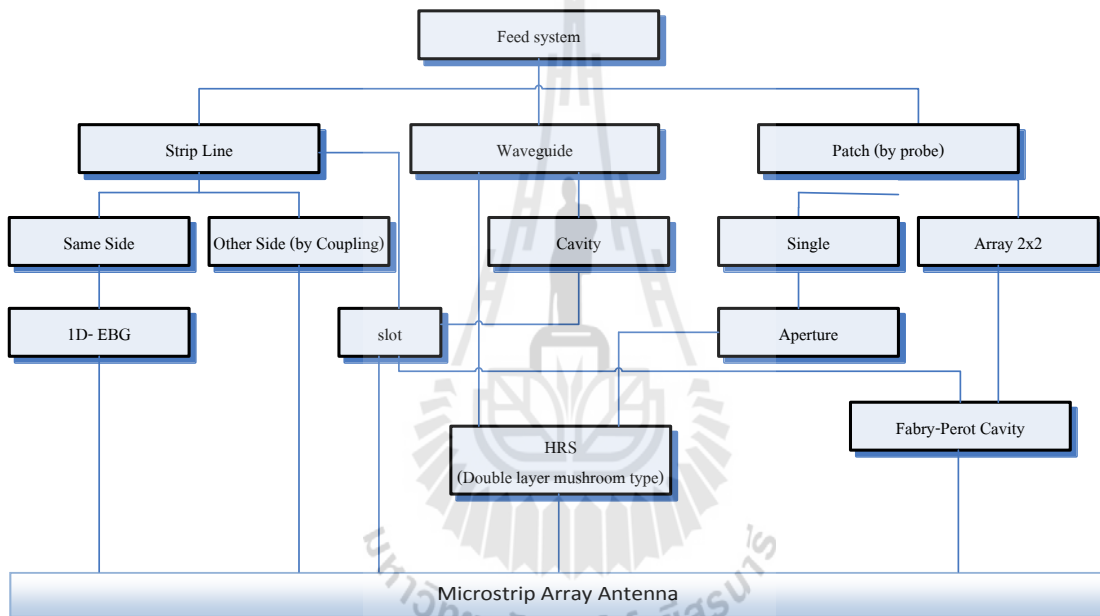 Feed system
Strip Line
Waveguide
Patch (by probe)
Same Side
Other Side (by Coupling)
Cavity
Single
Array 2x2
1D- EBG
slot
Aperture
HRS
(Double layer mushroom type)
Fabry-Perot Cavity
Microstrip Array Antenna